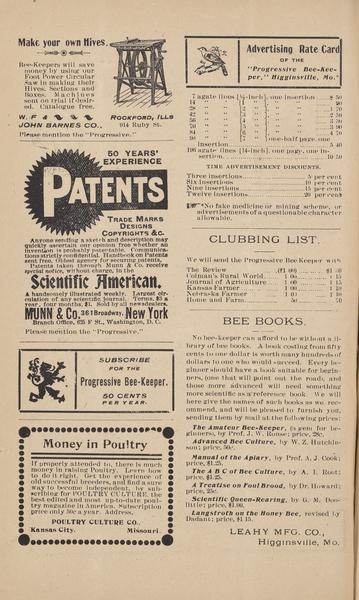 Make your own Hives.
Bee-Keepers will save
money by using our
Foot Power Circular
Saw in making their
Hives, Sections and
Boxes. Machines
sent on trial if desir-
ed. Catalogue free.
W. F. &
JOHN BARNES CO.,
ROCKFORD, ILLS
914 Ruby St.
Please mention the "Progressive."
50 YEARS'
EXPERIENCE
PATENTS
TRADE MARKS
DESIGNS
COPYRIGHTS &C.
Anyone sending a sketch and description may
quickly ascertain our opinion free whether an
invention is probably patentable. Communica-
tions strictly confidential. Handbook on Patents
sent free. Oldest agency for securing patents.
Patents taken through Munn & Co. receive
special notice, without charge, in the
Scientific American
A handsomely illustrated weekly. Largest cir-
culation of any scientific journal. Terms, $3 a
year; four months, $1. Sold by all newsdealers.
MUNN & Co. 361 Broadway, New York
Branch Office, 625 F St., Washington, D. C.
Please mention the "Progressive."
SUBSCRIBE
FOR THE
Progressive Bee-Keeper.
50 CENTS
PER YEAR.
Money in Poultry
If properly attended to, there is much
money in raising Poultry. Learn how
to do it right. Get the experience of
old successful breeders, and find a sure
way to become independent, by sub-
scribing for POULTRY CULTURE, the
best edited and most up-to-date poul-
try magazine in America. Subscription
price only 50c a year. Address,
POULTRY CULTURE CO.
Kansas City. Missouri.
Advertising Rate Card
OF THE
"Progressive Bee-Kee-
per," Higginsville, Mo."
7 agate lines [½-inch], one insertion
14
28
42
56
70
84
98 one-half page, one
insertion 5 40
196 agate lines [14-inch], one page, one in-
sertion 10 50
TIME ADVERTISEMENT DISCOUNTS.
Three insertions 5 per cent
Six insertions 10 per cent
Nine insertions 15 per cent
Twelve insertions 20 per cent
No fake medicine or mining scheme, or
advertisements of a questionable character
allowable.
CLUBBING LIST.
We will send the Progressive Bee Keeper with
The Review ($1 00) $1 30
Colman's Rural World 1 00 1 15
Journal of Agriculture 1 00 1 15
Kansas Farmer 1 00 1 10
Nebraska Farmer 1 00
Home and Farm 50
BEE BOOKS.
No bee-keeper can afford to be without a li-
brary of bee books. A book costing from fifty
cents to one dollar is worth many hundreds of
dollars to one who would succeed. Every be-
ginner should have a book suitable for begin-
ners, (one that will point out the road), and
those more advanced will need something
more scientific as a reference book. We will
here give the names of such books as we rec-
ommend, and will be pleased to furnish you,
sending them by mail at the following prices:
The Amateur Bee-Keeper, (a gem for be-
ginners), by Prof. J. W. Rouse; price, 28c.
Advanced Bee Culture, by W. Z. Hutchin-
son; price, 50c.
Manual of the Apiary, by Prof. A. J. Cook;
price, $1.25.
The A B C of Bee Culture, by A. I. Root;
price, $1.25.
A Treatise on Foul Brood, by Dr. Howard;
price, 25c.
Scientific Queen-Rearing, by G. M. Doo-
little; price, $1.00.
Langstroth on the Honey Bee, revised by
Dadant; price, $1.15.
LEAHY MFG. CO.,
Higginsville, Mo.